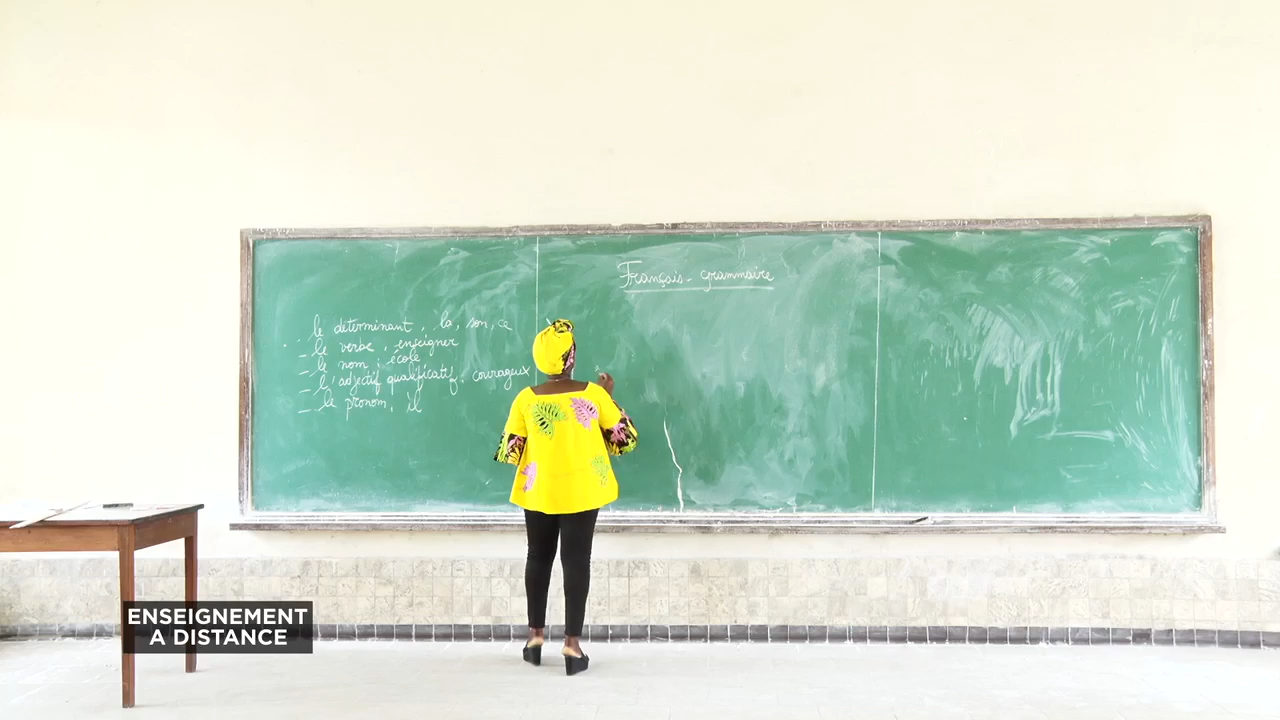 Français - grammaire
le determinant, la, son, ce
- le verbe, enseigner
- le nom : école
- l'adjectif qualificatif. courageux
- le pronom, il
ENSEIGNEMENT
A DISTANCE